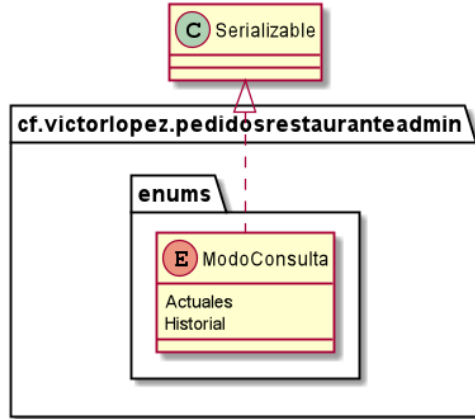 C Serializable
cf.victorlopez.pedidosrestauranteadmin
enums
E ModoConsulta
Actuales
Historial